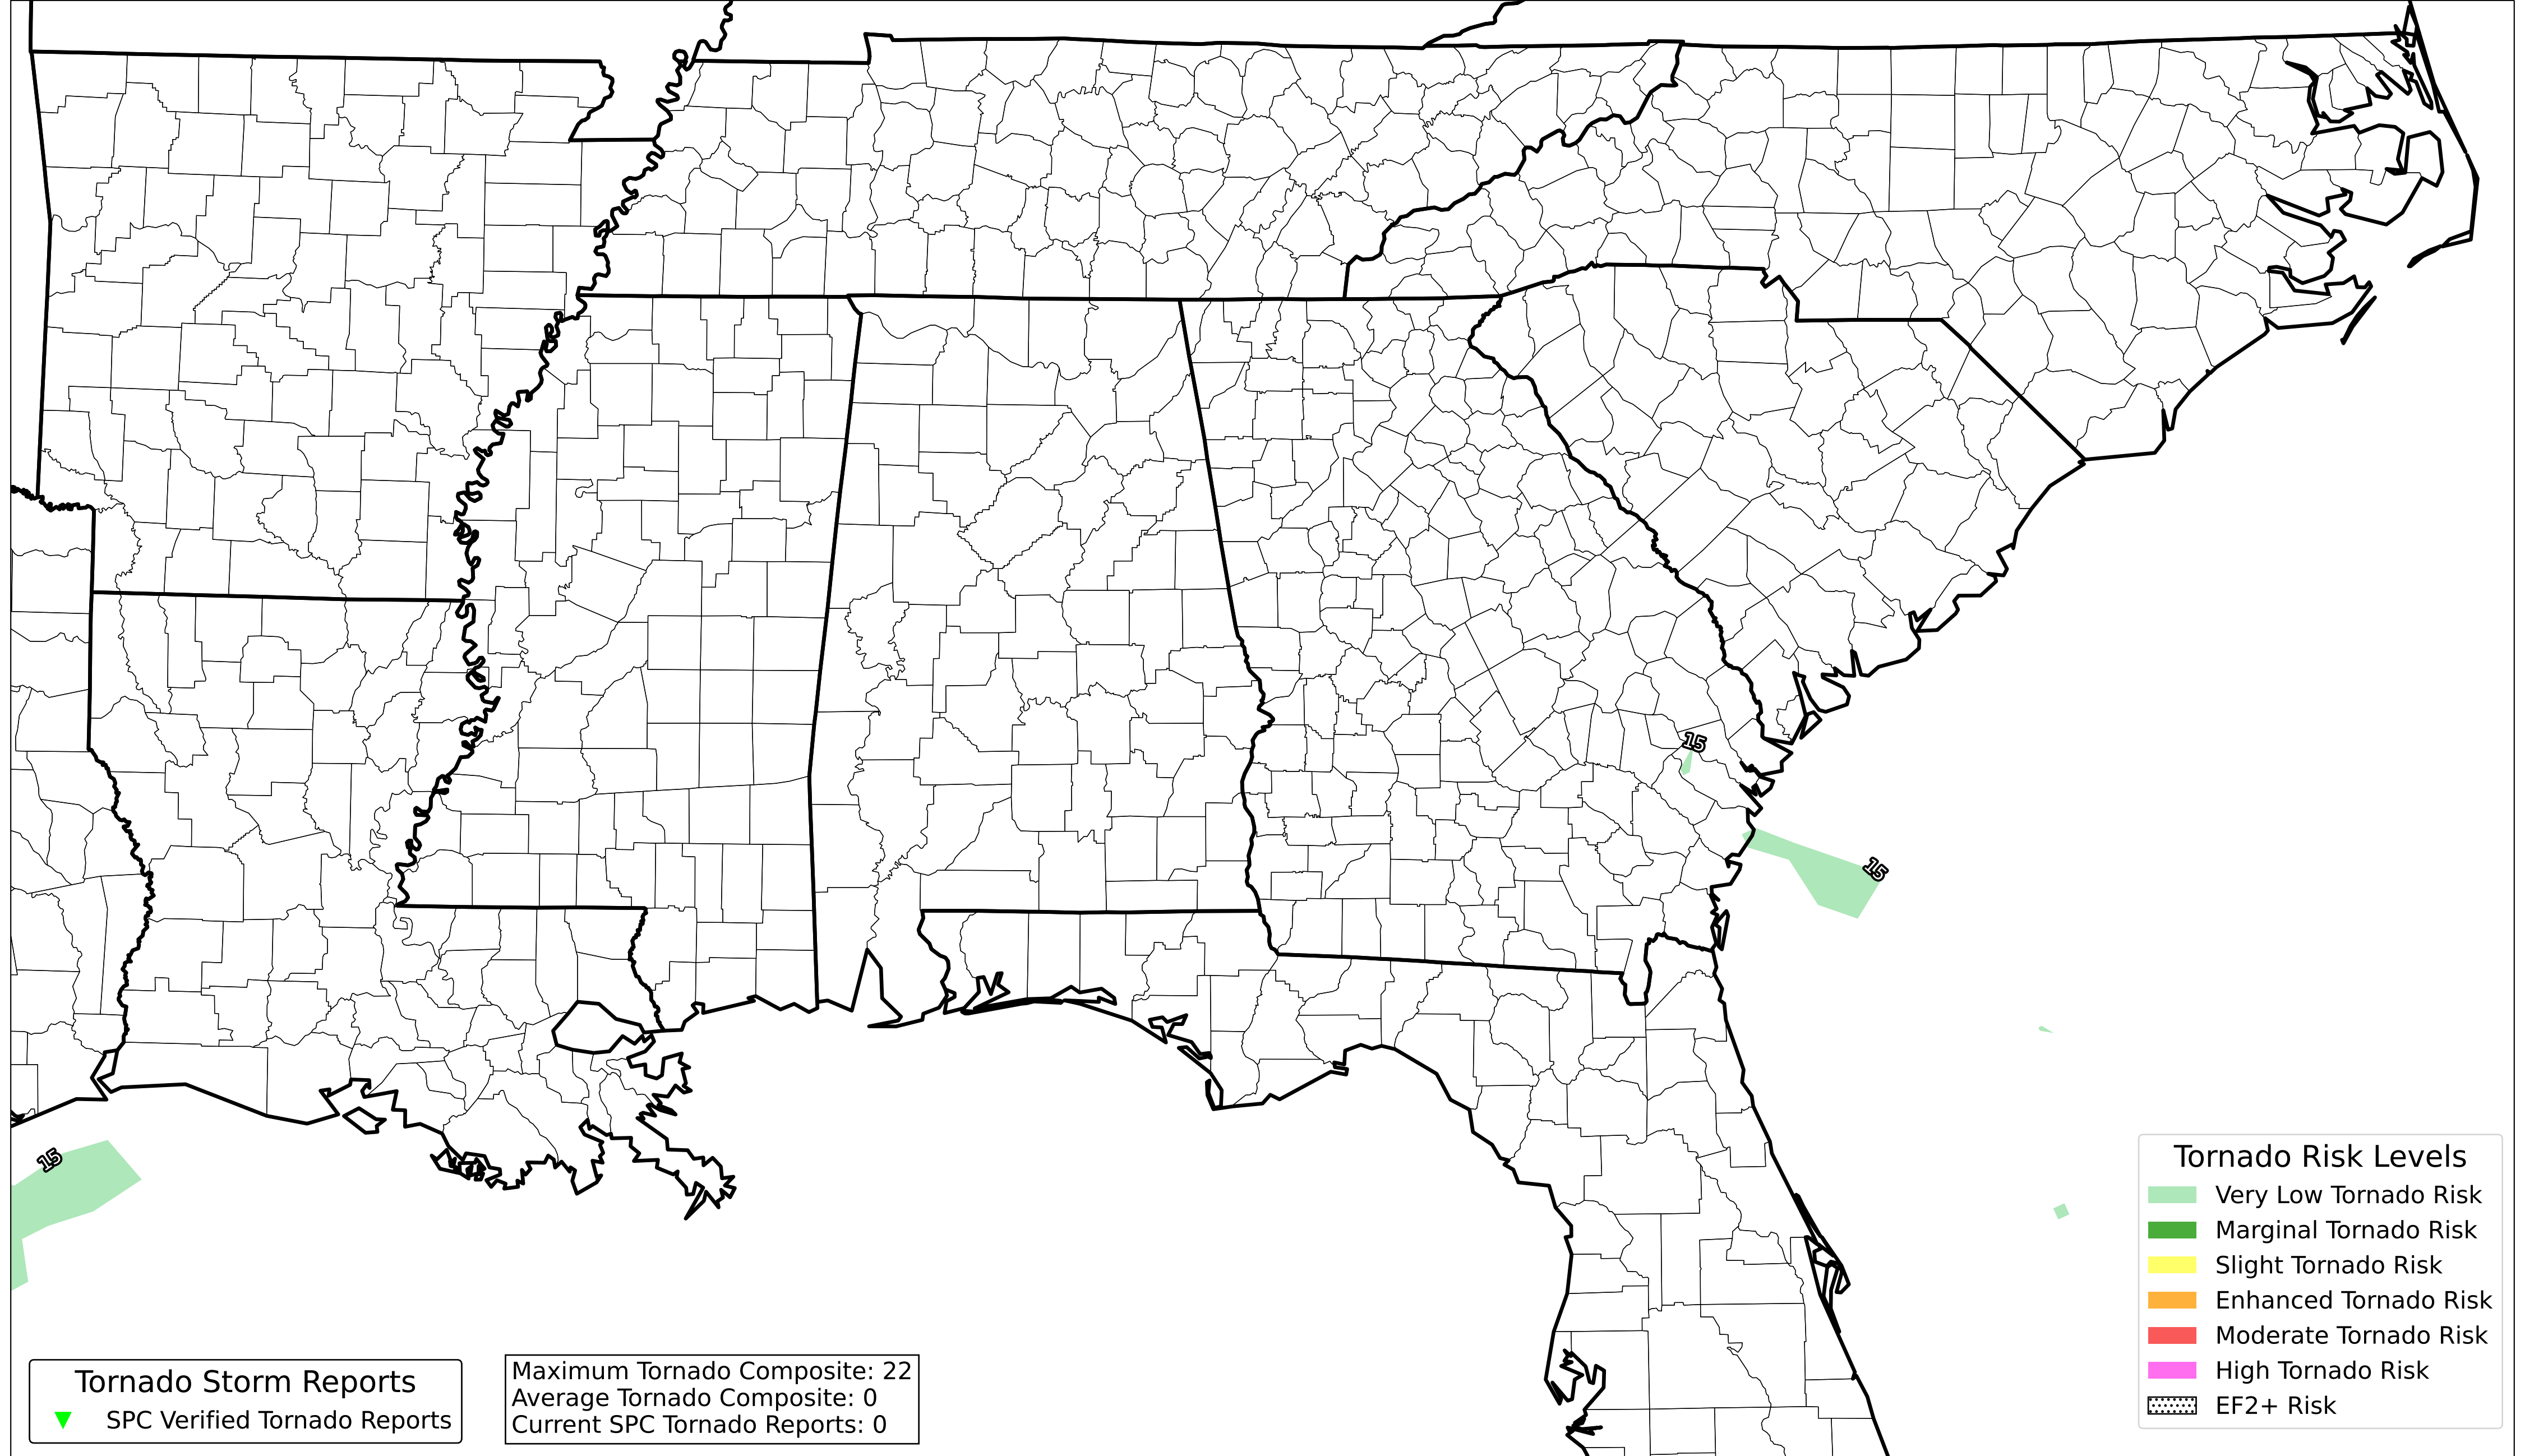 15
15
15
Tornado Risk Levels
Very Low Tornado Risk
Marginal Tornado Risk
Slight Tornado Risk
Enhanced Tornado Risk
Moderate Tornado Risk
High Tornado Risk
EF2+ Risk
Tornado Storm Reports
SPC Verified Tornado Reports
Maximum Tornado Composite: 22
Average Tornado Composite: 0
Current SPC Tornado Reports: 0